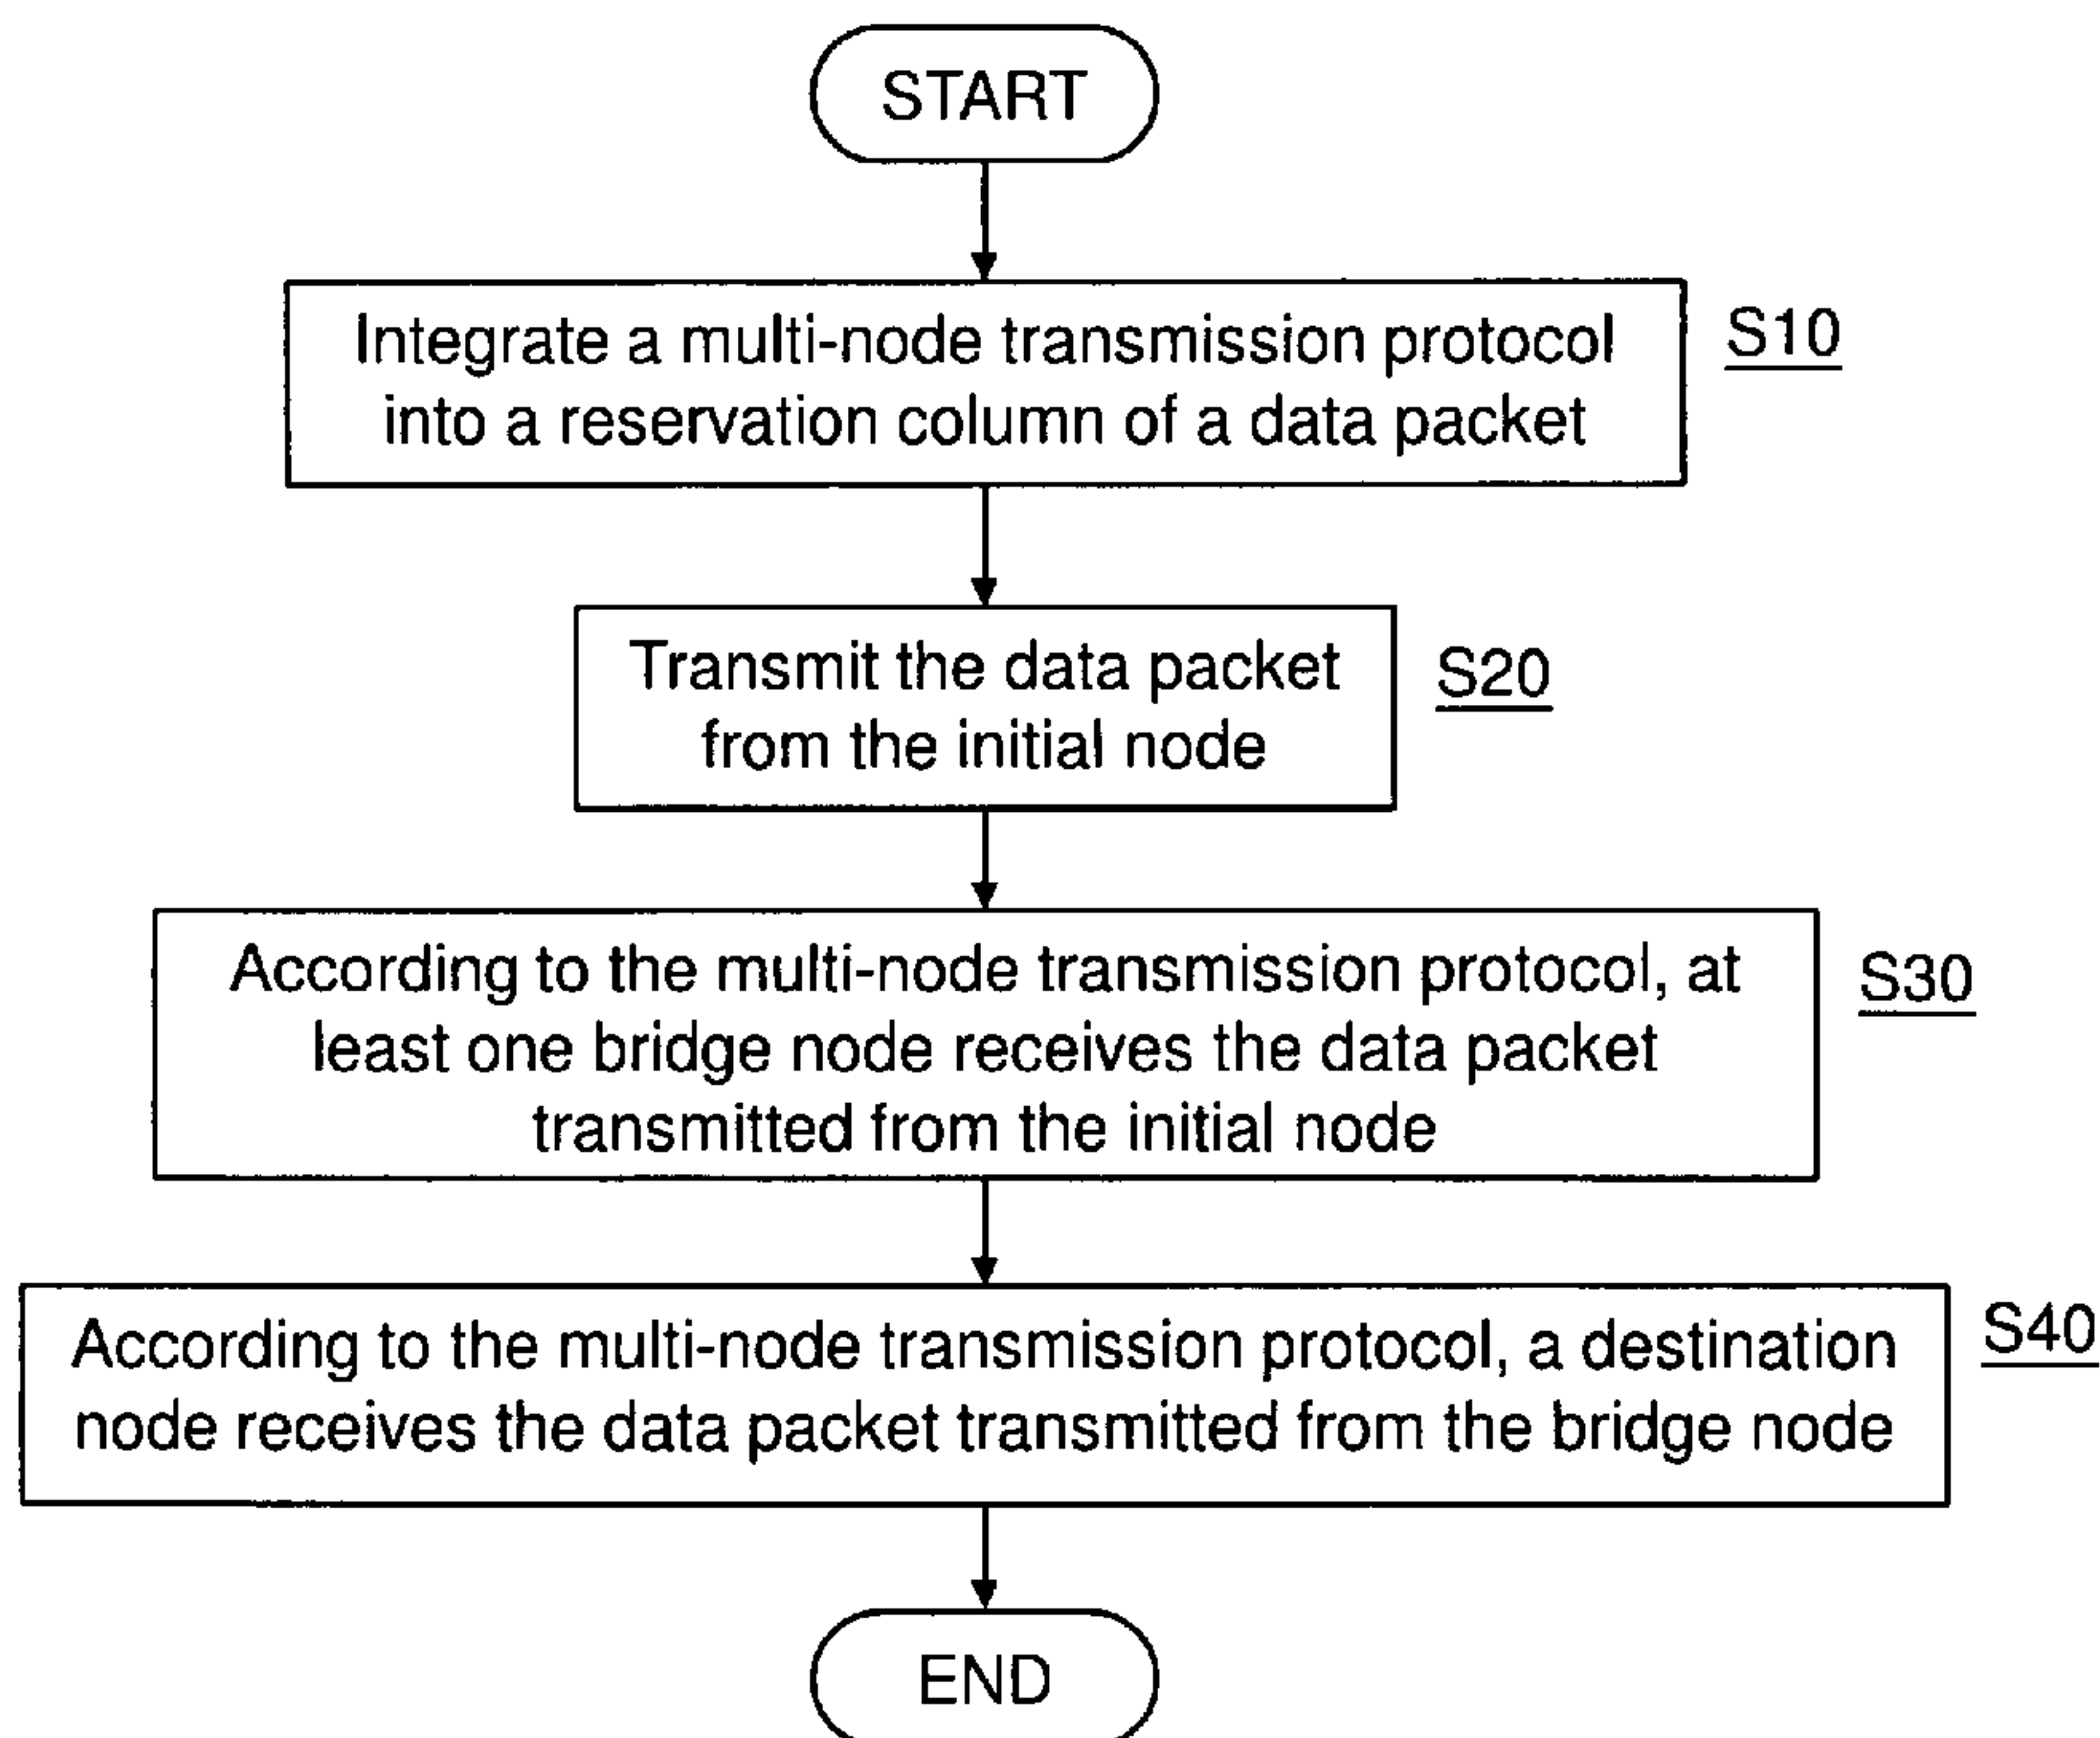 START
Integrate a multi-node transmission protocol
into a reservation column of a data packet
S10
Transmit the data packet
from the initial node
S20
According to the multi-node transmission protocol, at
least one bridge node receives the data packet
transmitted from the initial node
S30
According to the multi-node transmission protocol, a destination
node receives the data packet transmitted from the bridge node
S40
END